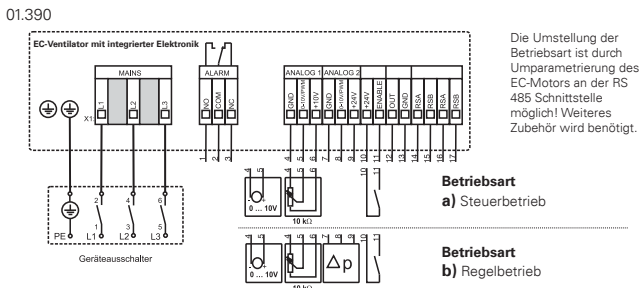 01.390
EC-Ventilator mit integrierter Elektronik
MAINS
ALARM
ANALOG 1 ANALOG 2
X1
L1
L2
L3
NO
COM
NC
GND
0-10V/PWM
+10V
GND
0-10V/PWM
+24V
+24V
ENABLE
OUT
GND
RSA
RSB
RSA
RSB
1 2 3 4 5 6 7 8 9 10 11 12 13 14 15 16 17
Die Umstellung der
Betriebsart ist durch
Umparametrierung des
EC-Motors an der RS
485 Schnittstelle
möglich! Weiteres
Zubehör wird benötigt.
4 5 4 5 6 10 11
0 ... 10V
10 kΩ
Betriebsart
a) Steuerbetrieb
2 4 6
1 3 5
PE L1 L2 L3
Geräteausschalter
4 5 4 5 6 7 8 9 10 11
0 ... 10V
10 kΩ
Δp
Betriebsart
b) Regelbetrieb